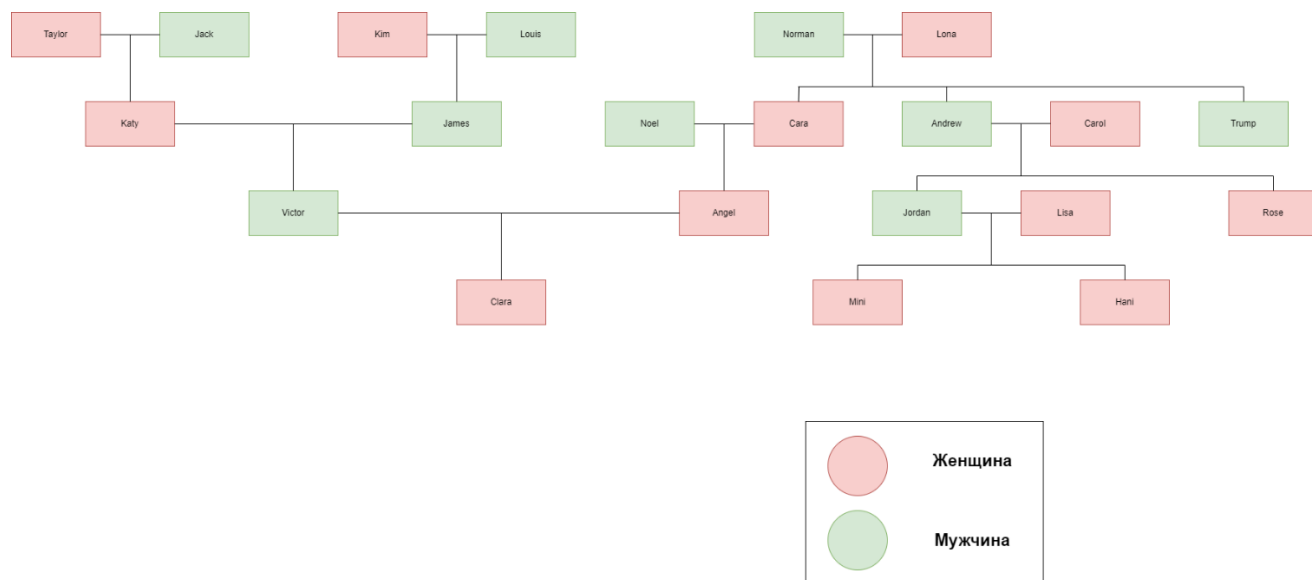 Taylor
Jack
Kim
Louis
Norman
Lona
Katy
James
Noel
Cara
Andrew
Carol
Trump
Victor
Angel
Jordan
Lisa
Rose
Clara
Mini
Hani
Женщина
Мужчина